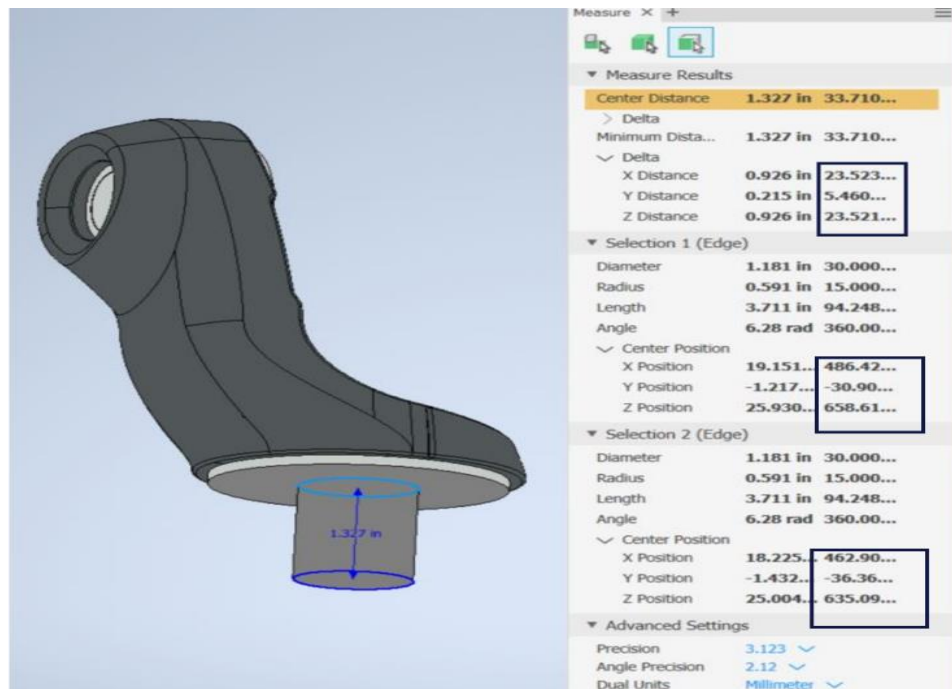 Measure × +
Measure Results
Center Distance 1.327 in 33.710...
Delta
Minimum Dista... 1.327 in 33.710...
Delta
X Distance 0.926 in 23.523...
Y Distance 0.215 in 5.460...
Z Distance 0.926 in 23.521...
Selection 1 (Edge)
Diameter 1.181 in 30.000...
Radius 0.591 in 15.000...
Length 3.711 in 94.248...
Angle 6.28 rad 360.00...
Center Position
X Position 19.151... 486.42...
Y Position -1.217... -30.90...
Z Position 25.930... 658.61...
Selection 2 (Edge)
Diameter 1.181 in 30.000...
Radius 0.591 in 15.000...
Length 3.711 in 94.248...
Angle 6.28 rad 360.00...
Center Position
X Position 18.225... 462.90...
Y Position -1.432... -36.36...
Z Position 25.004... 635.09...
Advanced Settings
Precision 3.123
Angle Precision 2.12
Dual Units Millimeter
1.327 in